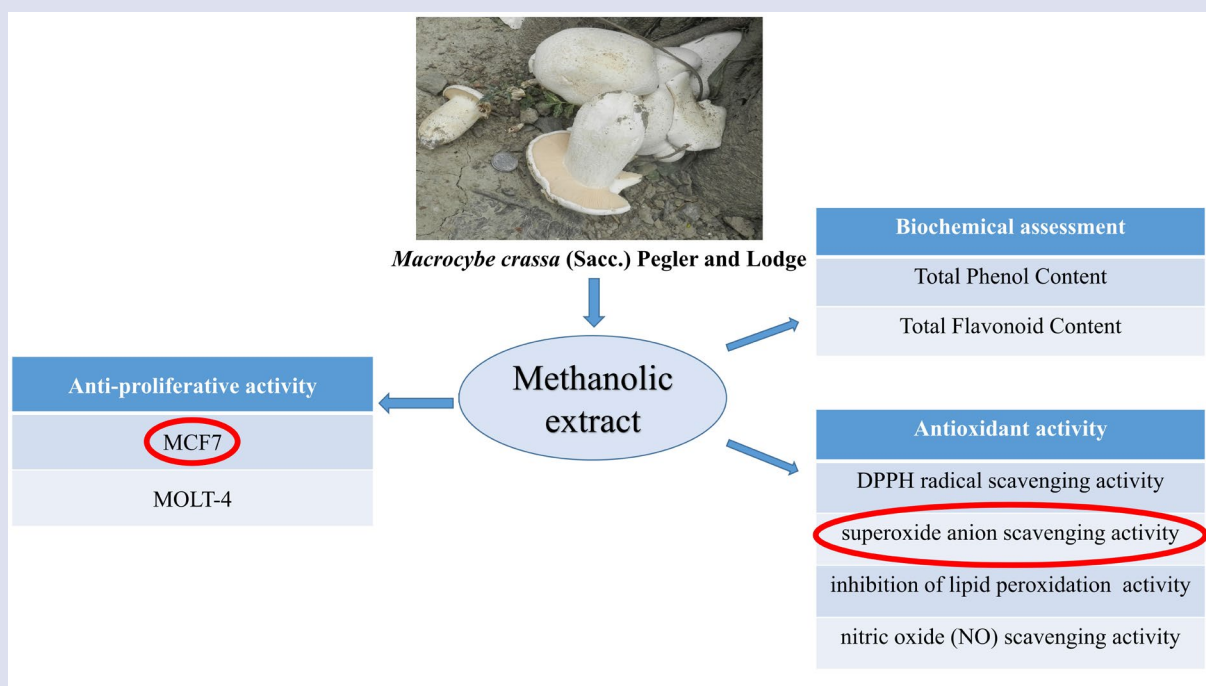 Macrocybe crassa (Sacc.) Pegler and Lodge
Methanolic
extract
Anti-proliferative activity
MCF7
MOLT-4
Biochemical assessment
Total Phenol Content
Total Flavonoid Content
Antioxidant activity
DPPH radical scavenging activity
superoxide anion scavenging activity
inhibition of lipid peroxidation activity
nitric oxide (NO) scavenging activity